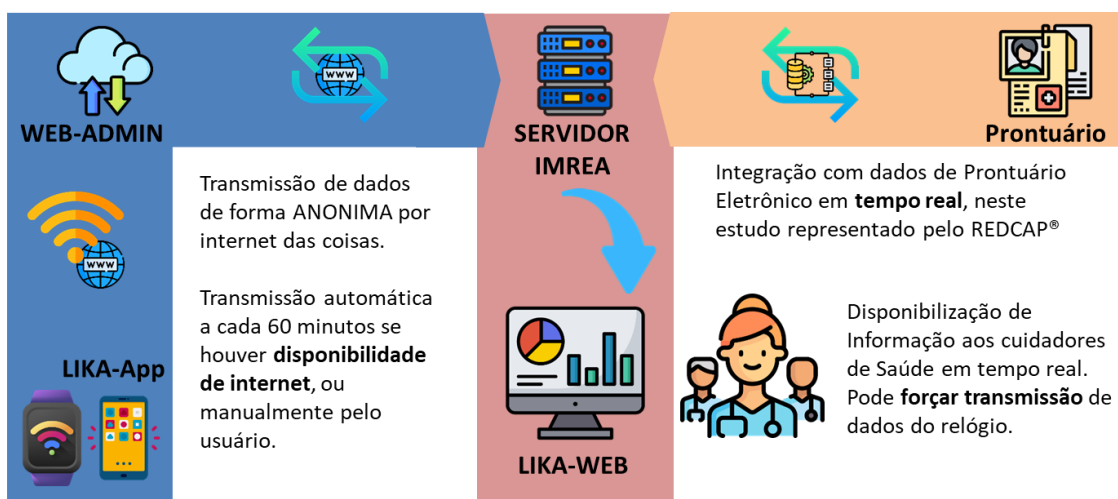 WWW
WEB-ADMIN
SERVIDOR
IMREA
Prontuário
Transmissão de dados
de forma ANONIMA por
internet das coisas.
WWW
Transmissão automática
a cada 60 minutos se
houver disponibilidade
de internet, ou
manualmente pelo
usuário.
LIKA-App
Integração com dados de Prontuário
Eletrônico em tempo real, neste
estudo representado pelo REDCAP®
Disponibilização de
Informação aos cuidadores
de Saúde em tempo real.
Pode forçar transmissão de
dados do relógio.
LIKA-WEB